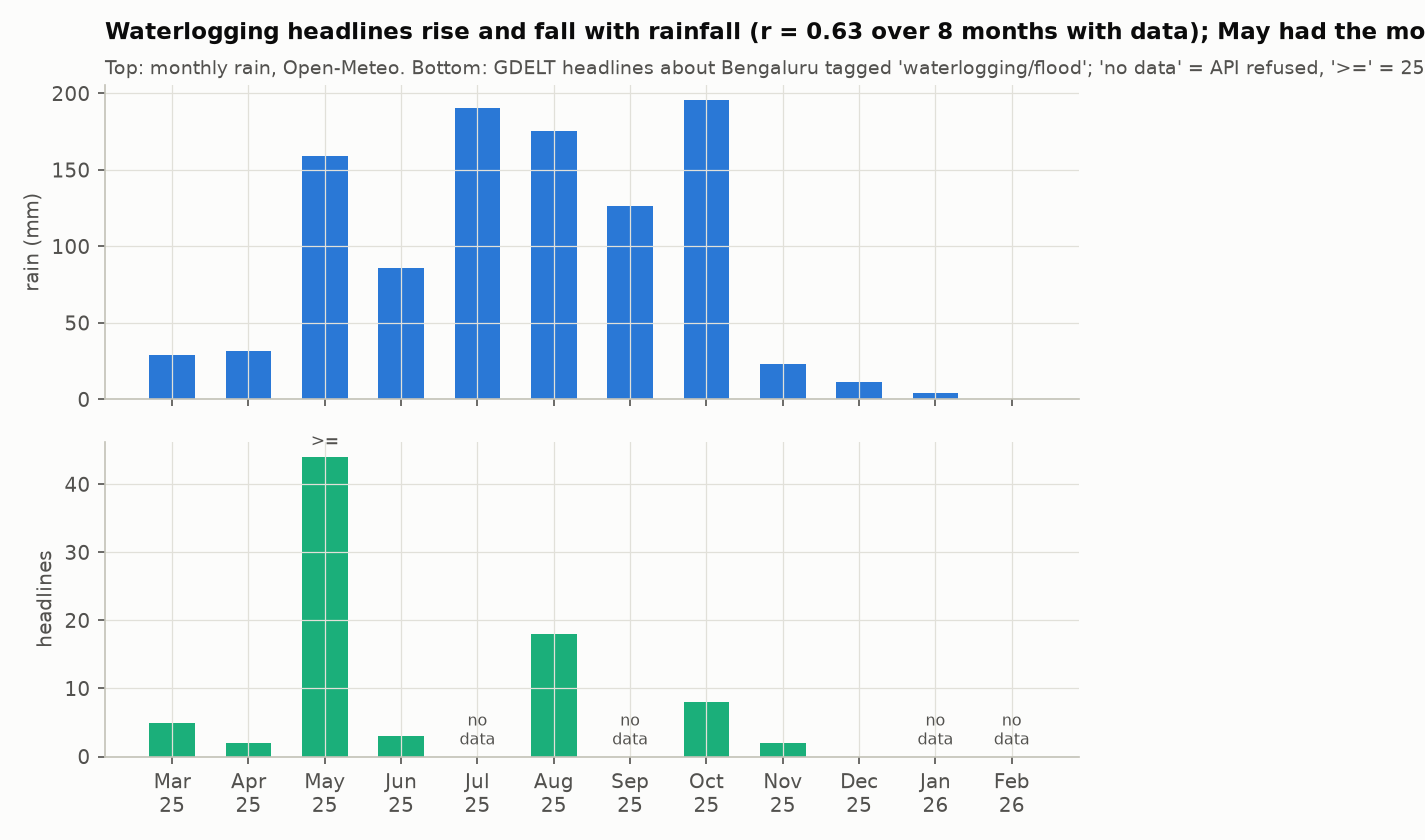 Waterlogging headlines rise and fall with rainfall (r = 0.63 over 8 months with data); May had the mo
Top: monthly rain, Open-Meteo. Bottom: GDELT headlines about Bengaluru tagged 'waterlogging/flood'; 'no data' = API refused, '>=' = 25
200
150
100
50
0
rain (mm)
>=
40
30
20
10
0
headlines
no data
no data
no data
no data
Mar 25
Apr 25
May 25
Jun 25
Jul 25
Aug 25
Sep 25
Oct 25
Nov 25
Dec 25
Jan 26
Feb 26